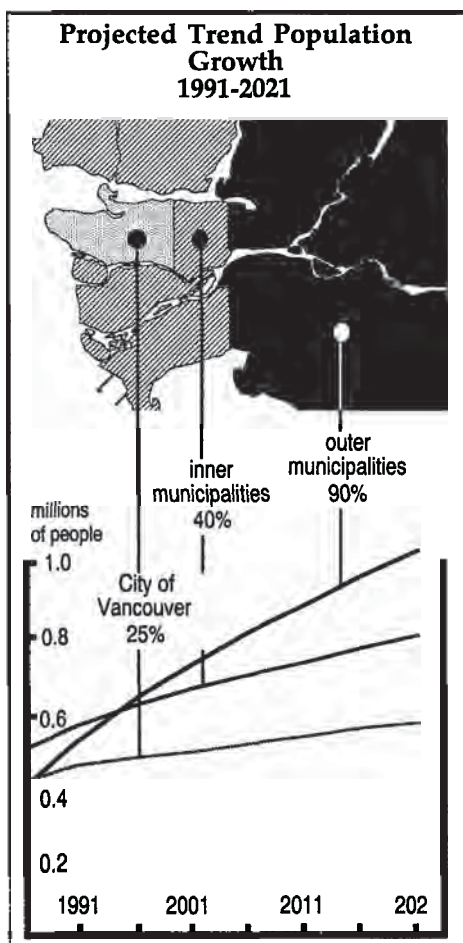 Projected Trend Population
Growth
1991-2021
outer
municipalities
90%
inner
municipalities
40%
millions
of people
1.0
City of
Vancouver
25%
0.8
0.6
0.4
0.2
1991
2001
2011
202